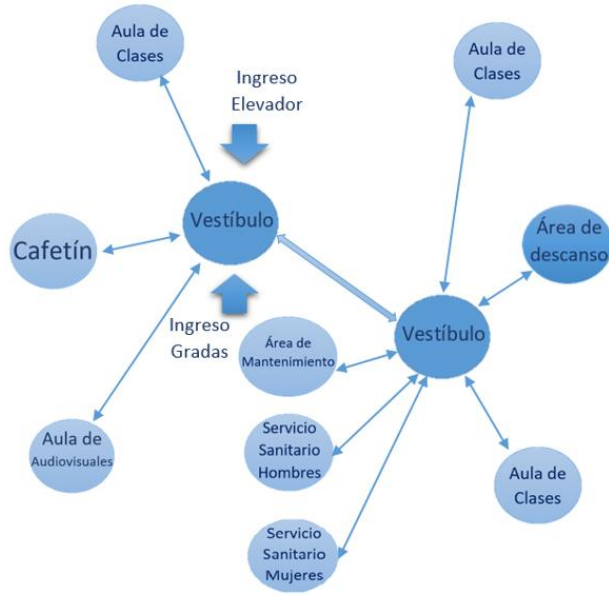 Aula de
Clases
Ingreso
Elevador
Aula de
Clases
Vestíbulo
Cafetín
Área de
descanso
Ingreso
Gradas
Vestíbulo
Área de
Mantenimiento
Aula de
Audiovisuales
Servicio
Sanitario
Hombres
Aula de
Clases
Servicio
Sanitario
Mujeres